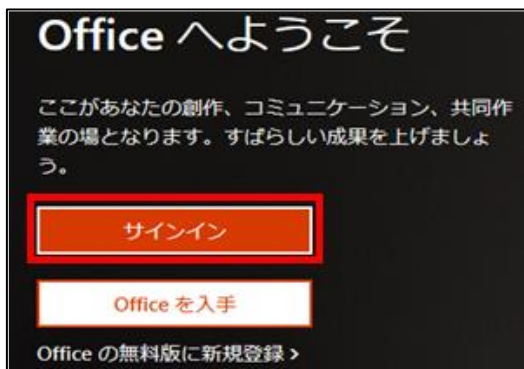 Office へようこそ
ここがあなたの創作、コミュニケーション、共同作
業の場となります。すばらしい成果を上げましょ
う。
サインイン
Office を入手
Office の無料版に新規登録 >